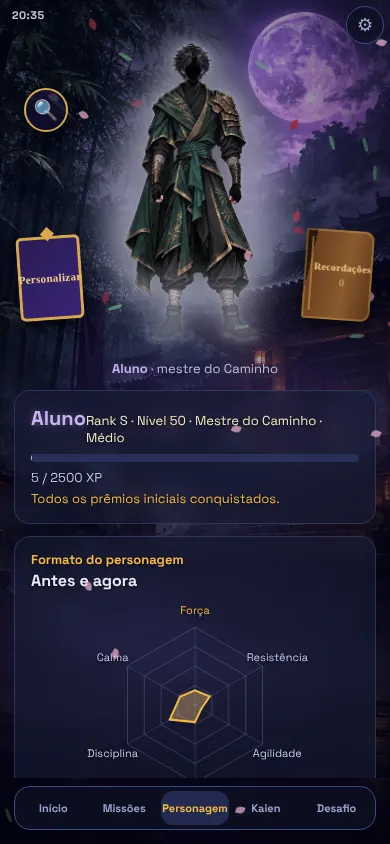 20:35
Personalizar
Recordações
0
Aluno · mestre do Caminho
Aluno Rank S · Nível 50 · Mestre do Caminho ·
Médio
5 / 2500 XP
Todos os prêmios iniciais conquistados.
Formato do personagem
Antes e agora
Força
Calma
Resistência
Disciplina
Agilidade
Início
Missões
Personagem
Kaien
Desafio